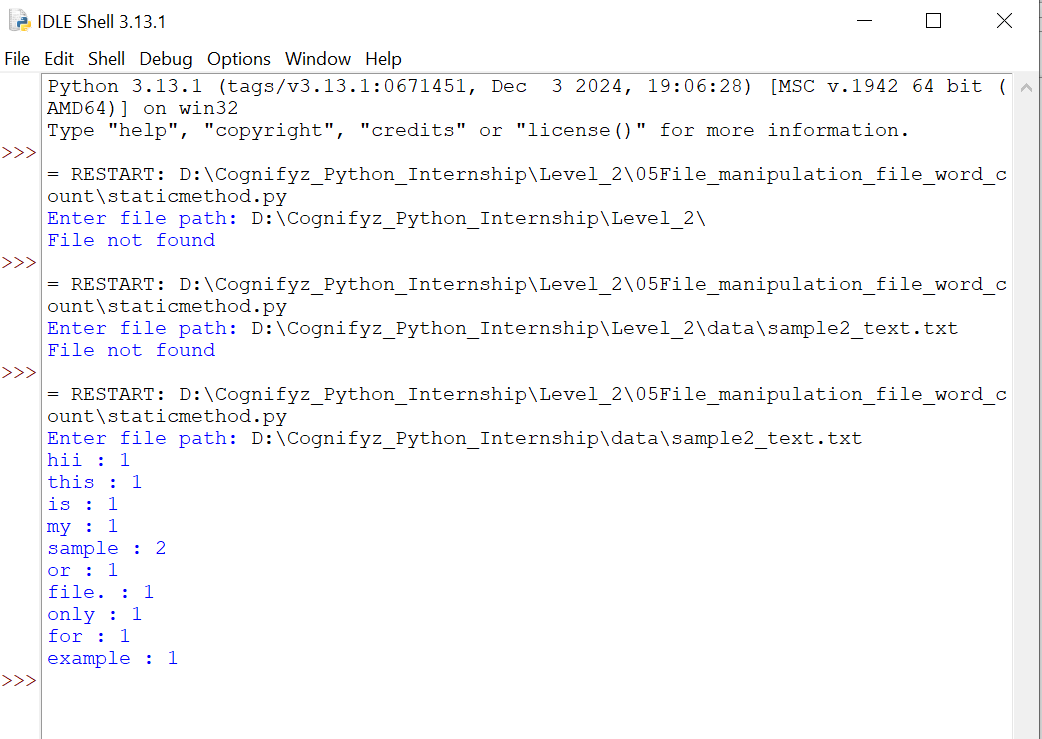 IDLE Shell 3.13.1
File Edit Shell Debug Options Window Help
Python 3.13.1 (tags/v3.13.1:0671451, Dec  3 2024, 19:06:28) [MSC v.1942 64 bit (
AMD64)] on win32
Type "help", "copyright", "credits" or "license()" for more information.
>>>
= RESTART: D:\Cognifyz_Python_Internship\Level_2\05File_manipulation_file_word_c
ount\staticmethod.py
Enter file path: D:\Cognifyz_Python_Internship\Level_2\
File not found
>>>
= RESTART: D:\Cognifyz_Python_Internship\Level_2\05File_manipulation_file_word_c
ount\staticmethod.py
Enter file path: D:\Cognifyz_Python_Internship\Level_2\data\sample2_text.txt
File not found
>>>
= RESTART: D:\Cognifyz_Python_Internship\Level_2\05File_manipulation_file_word_c
ount\staticmethod.py
Enter file path: D:\Cognifyz_Python_Internship\data\sample2_text.txt
hii : 1
this : 1
is : 1
my : 1
sample : 2
or : 1
file. : 1
only : 1
for : 1
example : 1
>>>